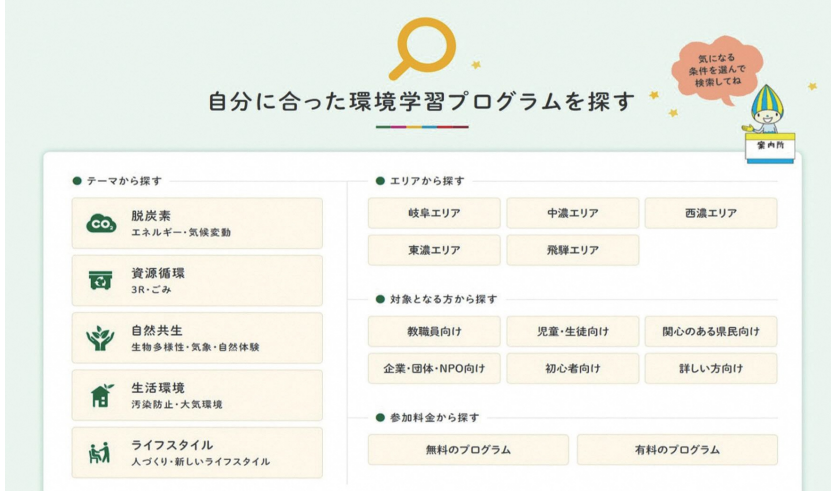 気になる
条件を選んで
検索してね
自分に合った環境学習プログラムを探す
案内所
テーマから探す
CO₂
脱炭素
エネルギー・気候変動
資源循環
3R・ごみ
自然共生
生物多様性・気象・自然体験
生活環境
汚染防止・大気環境
ライフスタイル
人づくり・新しいライフスタイル
エリアから探す
岐阜エリア
中濃エリア
西濃エリア
東濃エリア
飛騨エリア
対象となる方から探す
教職員向け
児童・生徒向け
関心のある県民向け
企業・団体・NPO向け
初心者向け
詳しい方向け
参加料金から探す
無料のプログラム
有料のプログラム